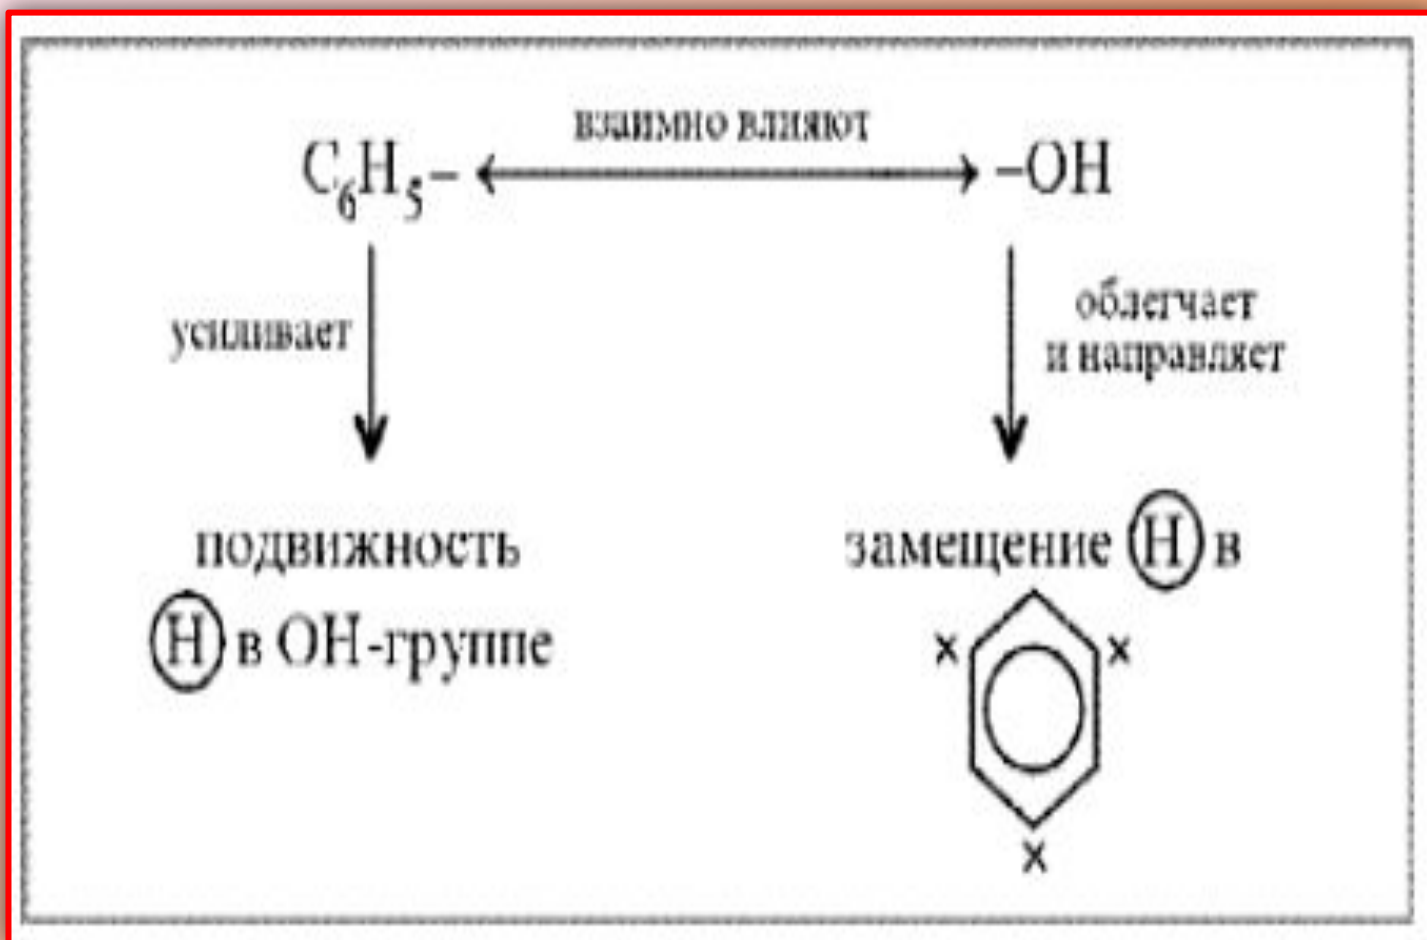 взаимно влияют
C₆H₅– –OH
усиливает
облегчает
и направляет
подвижность
H в OH-группе
замещение H в
x x
x